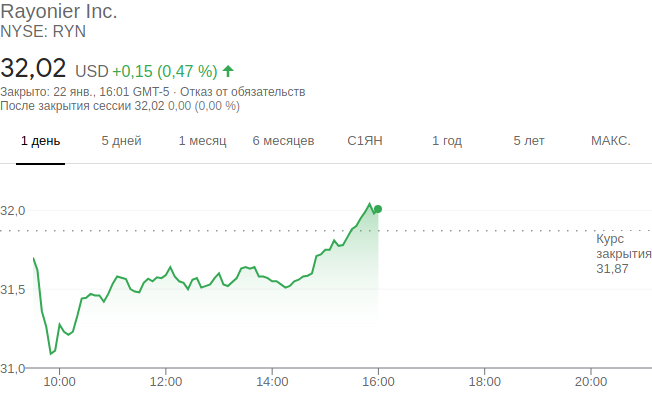 Rayonier Inc.
NYSE: RYN
32,02 USD +0,15 (0,47 %)
Закрыто: 22 янв., 16:01 GMT-5 · Отказ от обязательств
После закрытия сессии 32,02 0,00 (0,00 %)
1 день 5 дней 1 месяц 6 месяцев С1ЯН 1 год 5 лет МАКС.
32,0
Курс
закрытия
31,87
31,5
31,0
10:00 12:00 14:00 16:00 18:00 20:00